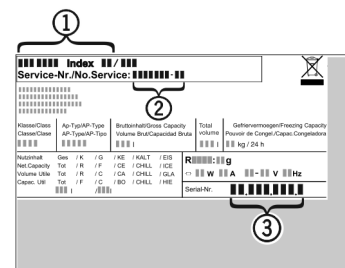 1
Index /
Service-Nr./No.Service: -
2
Klasse/Class Ap-Typ/AP-Type Bruttoinhalt/Gross Capacity Total Gefriervermoegen/Freezing Capacity
Classe/Clase AP-Type/AP-Tipo Volume Brut/Capacidad Bruta volume Pouvoir de Congel./Capac.Congeladora
l l kg / 24 h
Nutzinhalt Ges / K / G / KE / KALT / EIS
Net.Capacity Tot / R / F / CE / CHILL / ICE
Volume Utile Tot / R / C / CA / CHILL / GLA
Capac. Util Tot / F / C / BO / CHILL / HIE
l / l
R : g
W A - V Hz
Serial-Nr. . . .
3